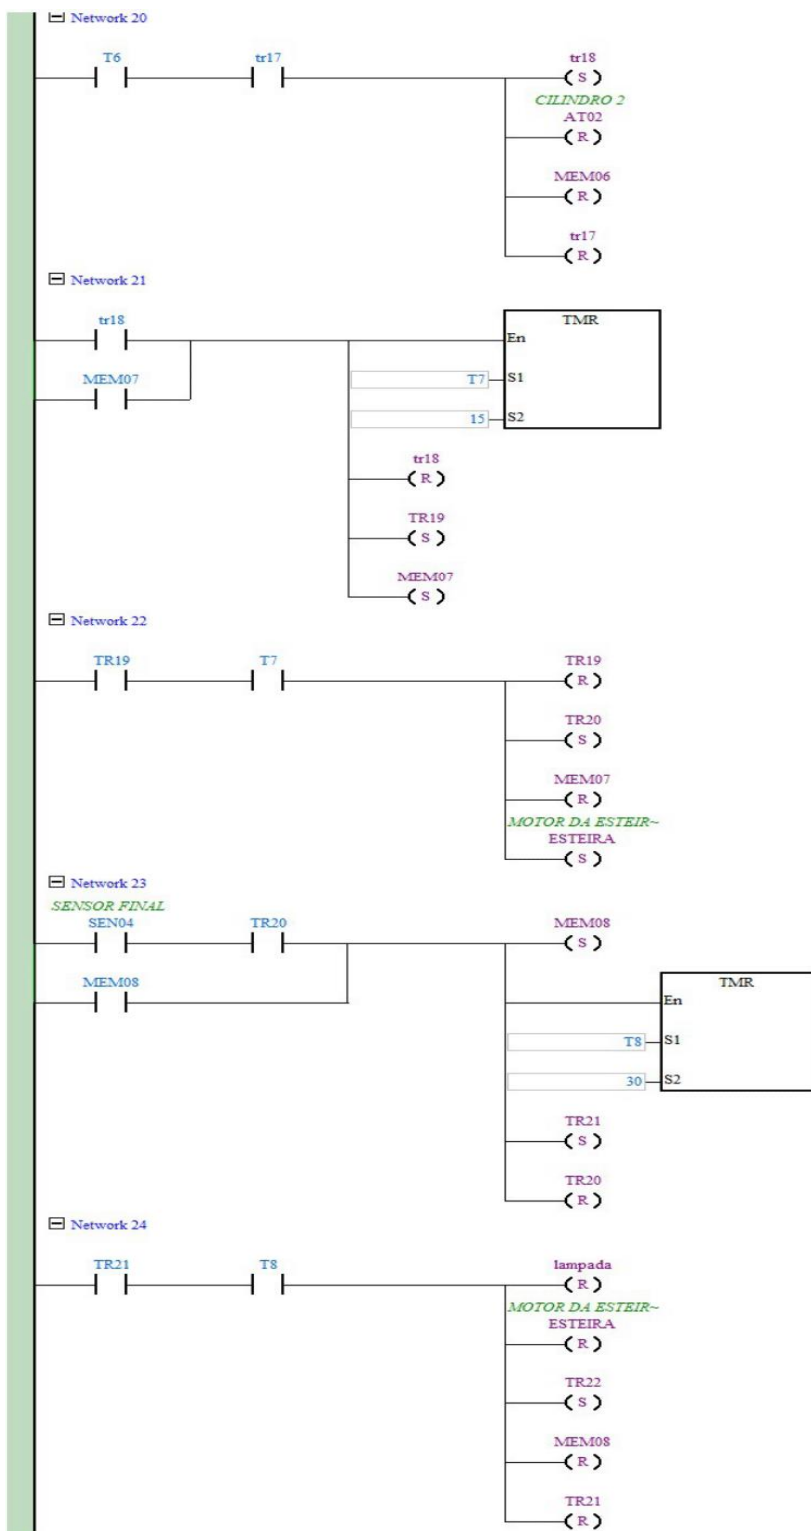 Network 20
T6 tr17 tr18
S
CILINDRO 2
AT02
R
MEM06
R
tr17
R
Network 21
tr18 TMR
En
MEM07 T7 S1
15 S2
tr18
R
TR19
S
MEM07
S
Network 22
TR19 T7 TR19
R
TR20
S
MEM07
R
MOTOR DA ESTEIR~
ESTEIRA
S
Network 23
SENSOR FINAL
SEN04 TR20 MEM08
S
MEM08 TMR
En
T8 S1
30 S2
TR21
S
TR20
R
Network 24
TR21 T8 lampada
R
MOTOR DA ESTEIR~
ESTEIRA
R
TR22
S
MEM08
R
TR21
R